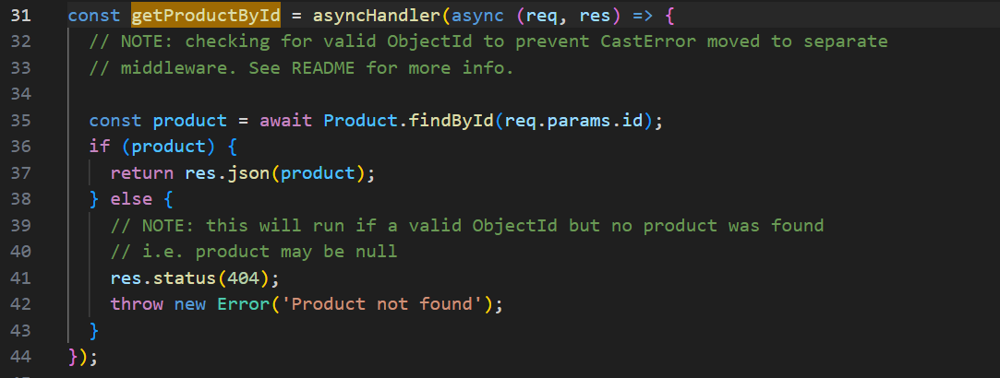 31 const getProductById = asyncHandler(async (req, res) => {
32 // NOTE: checking for valid ObjectId to prevent CastError moved to separate
33 // middleware. See README for more info.
34
35 const product = await Product.findById(req.params.id);
36 if (product) {
37 return res.json(product);
38 } else {
39 // NOTE: this will run if a valid ObjectId but no product was found
40 // i.e. product may be null
41 res.status(404);
42 throw new Error('Product not found');
43 }
44 });